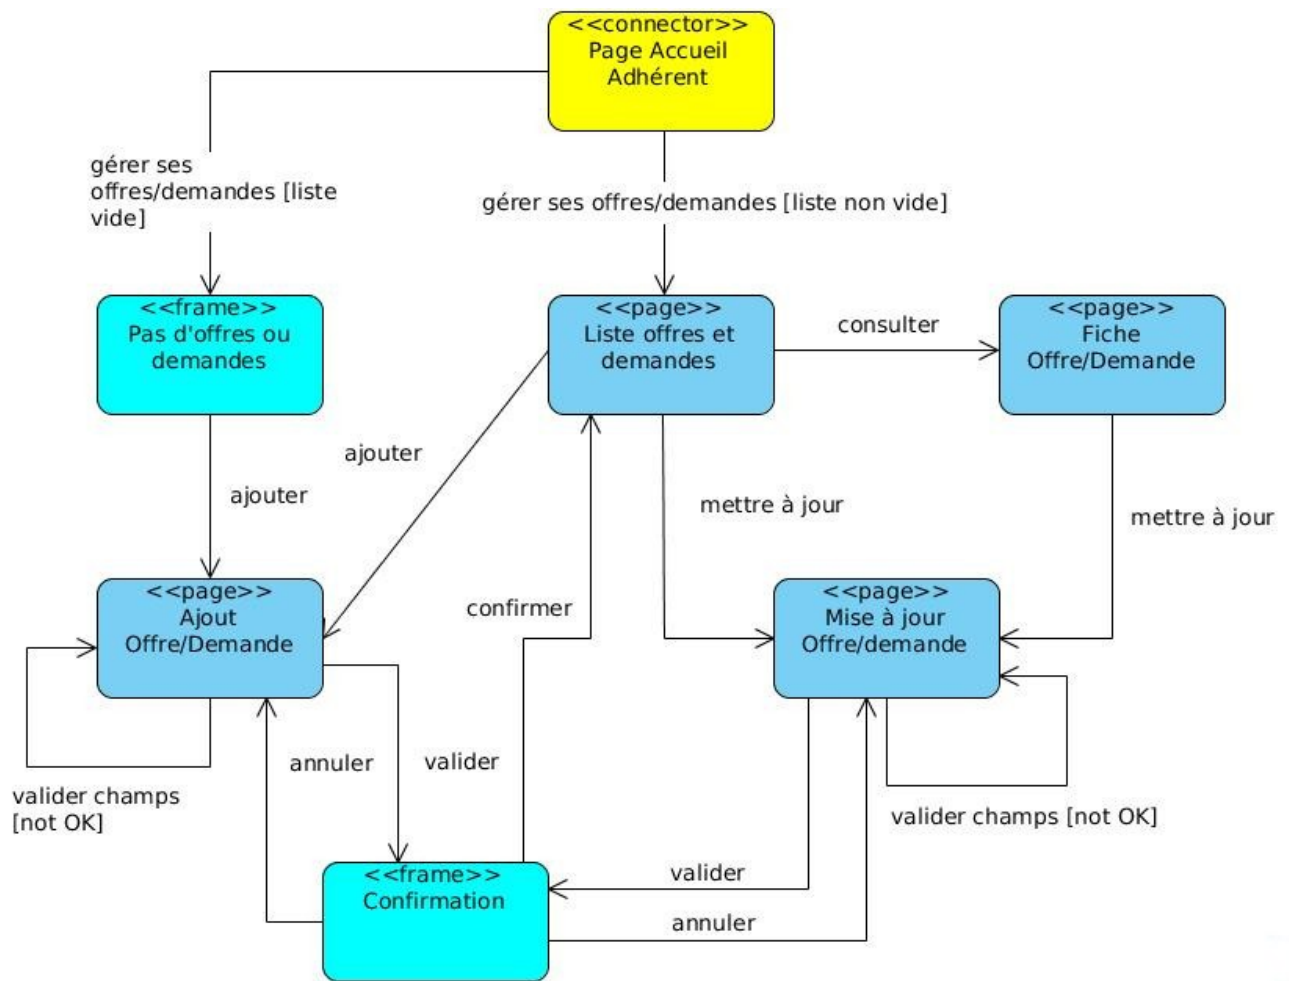 <<connector>>
Page Accueil
Adhérent
gérer ses
offres/demandes [liste
vide]
gérer ses offres/demandes [liste non vide]
<<frame>>
Pas d'offres ou
demandes
<<page>>
Liste offres et
demandes
consulter
<<page>>
Fiche
Offre/Demande
ajouter
ajouter
mettre à jour
mettre à jour
<<page>>
Ajout
Offre/Demande
confirmer
<<page>>
Mise à jour
Offre/demande
annuler
valider
valider champs
[not OK]
valider champs [not OK]
<<frame>>
Confirmation
valider
annuler